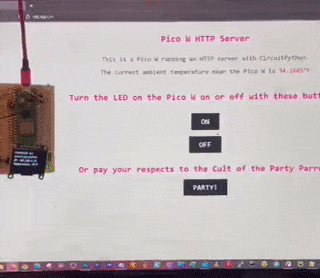 Pico W HTTP Server
This is a Pico W running an HTTP server with CircuitPython.
The current ambient temperature near the Pico W is
Turn the LED on the Pico W on or off with these butt
ON
OFF
Or pay your respects to the Cult of the Party Parro
PARTY!